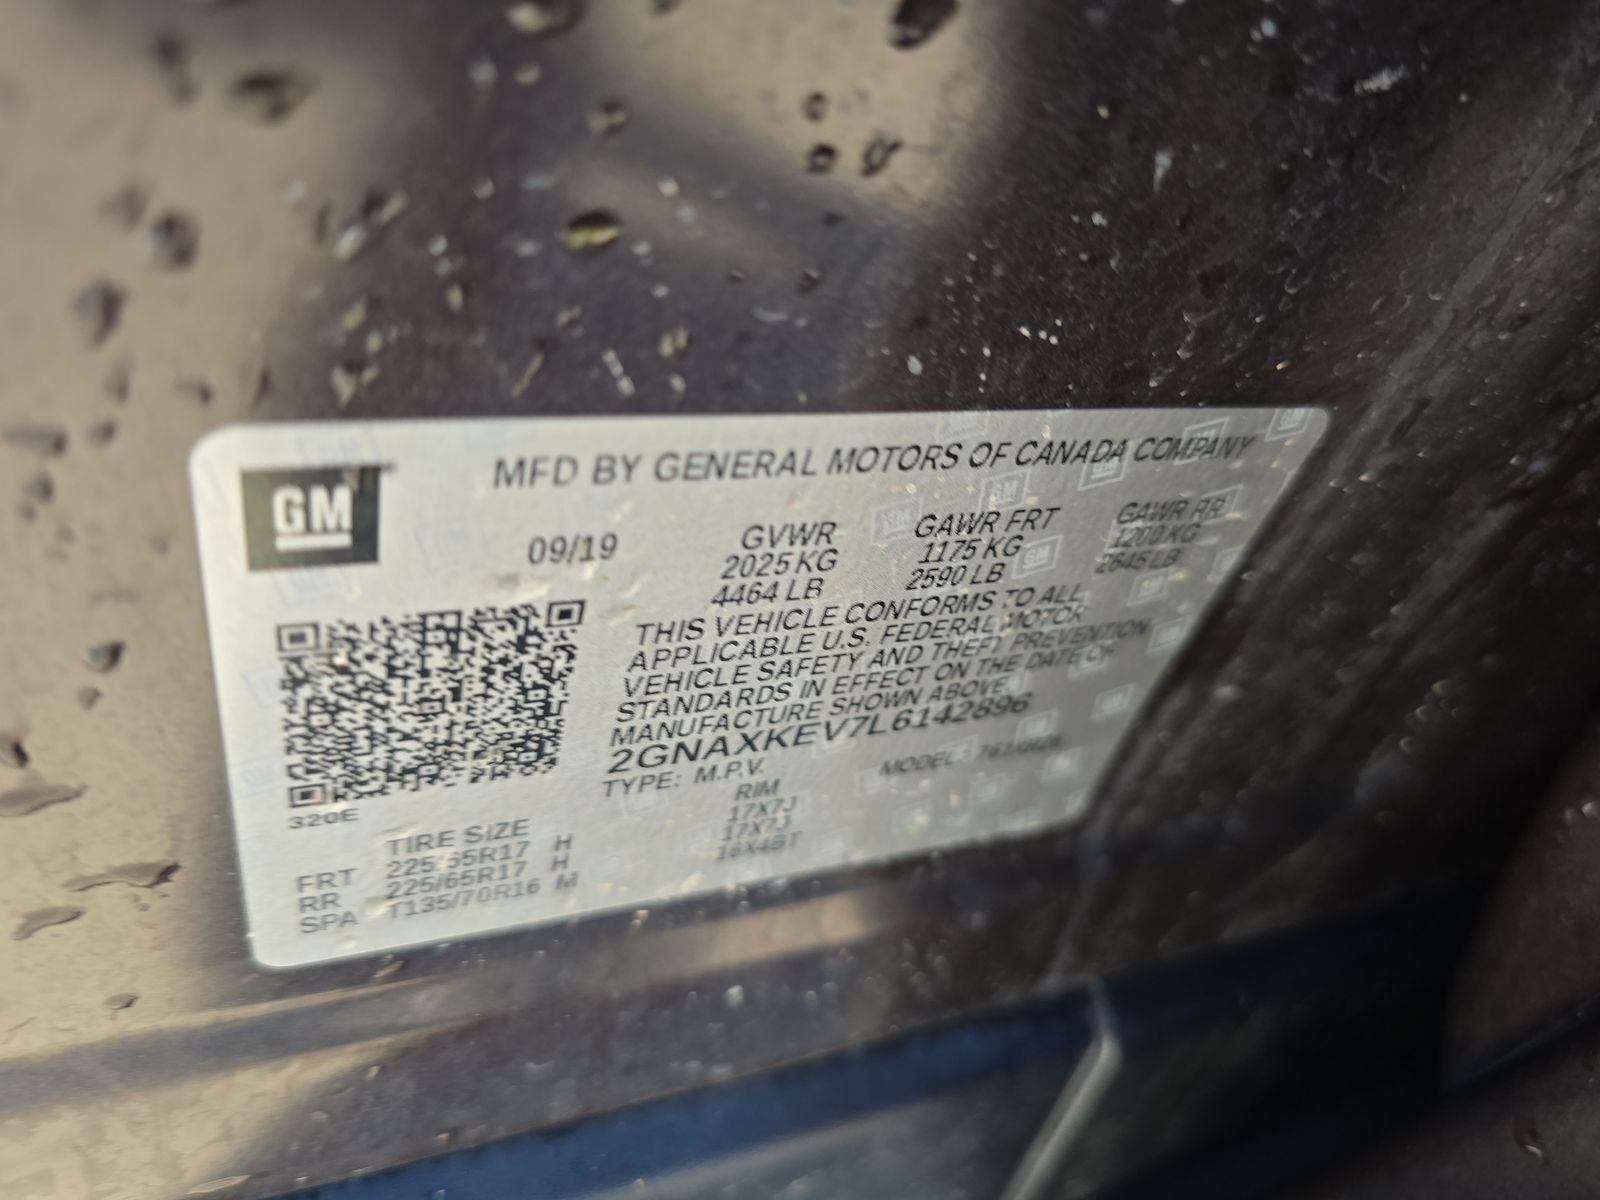 GM
MFD BY GENERAL MOTORS OF CANADA COMPANY
09/19
GVWR
2025 KG
4464 LB
GAWR FRT
1175 KG
2590 LB
GAWR RR
1200 KG
2645 LB
THIS VEHICLE CONFORMS TO ALL
APPLICABLE U.S. FEDERAL MOTOR
VEHICLE SAFETY AND THEFT PREVENTION
STANDARDS IN EFFECT ON THE DATE OF
MANUFACTURE SHOWN ABOVE.
2GNAXKEV7L6142896
TYPE: M.P.V.
MODEL:
320E
TIRE SIZE RIM
FRT 225/65R17 H 17X7J
RR 225/65R17 H 17X7J
SPA T135/70R16 M 16X4BT